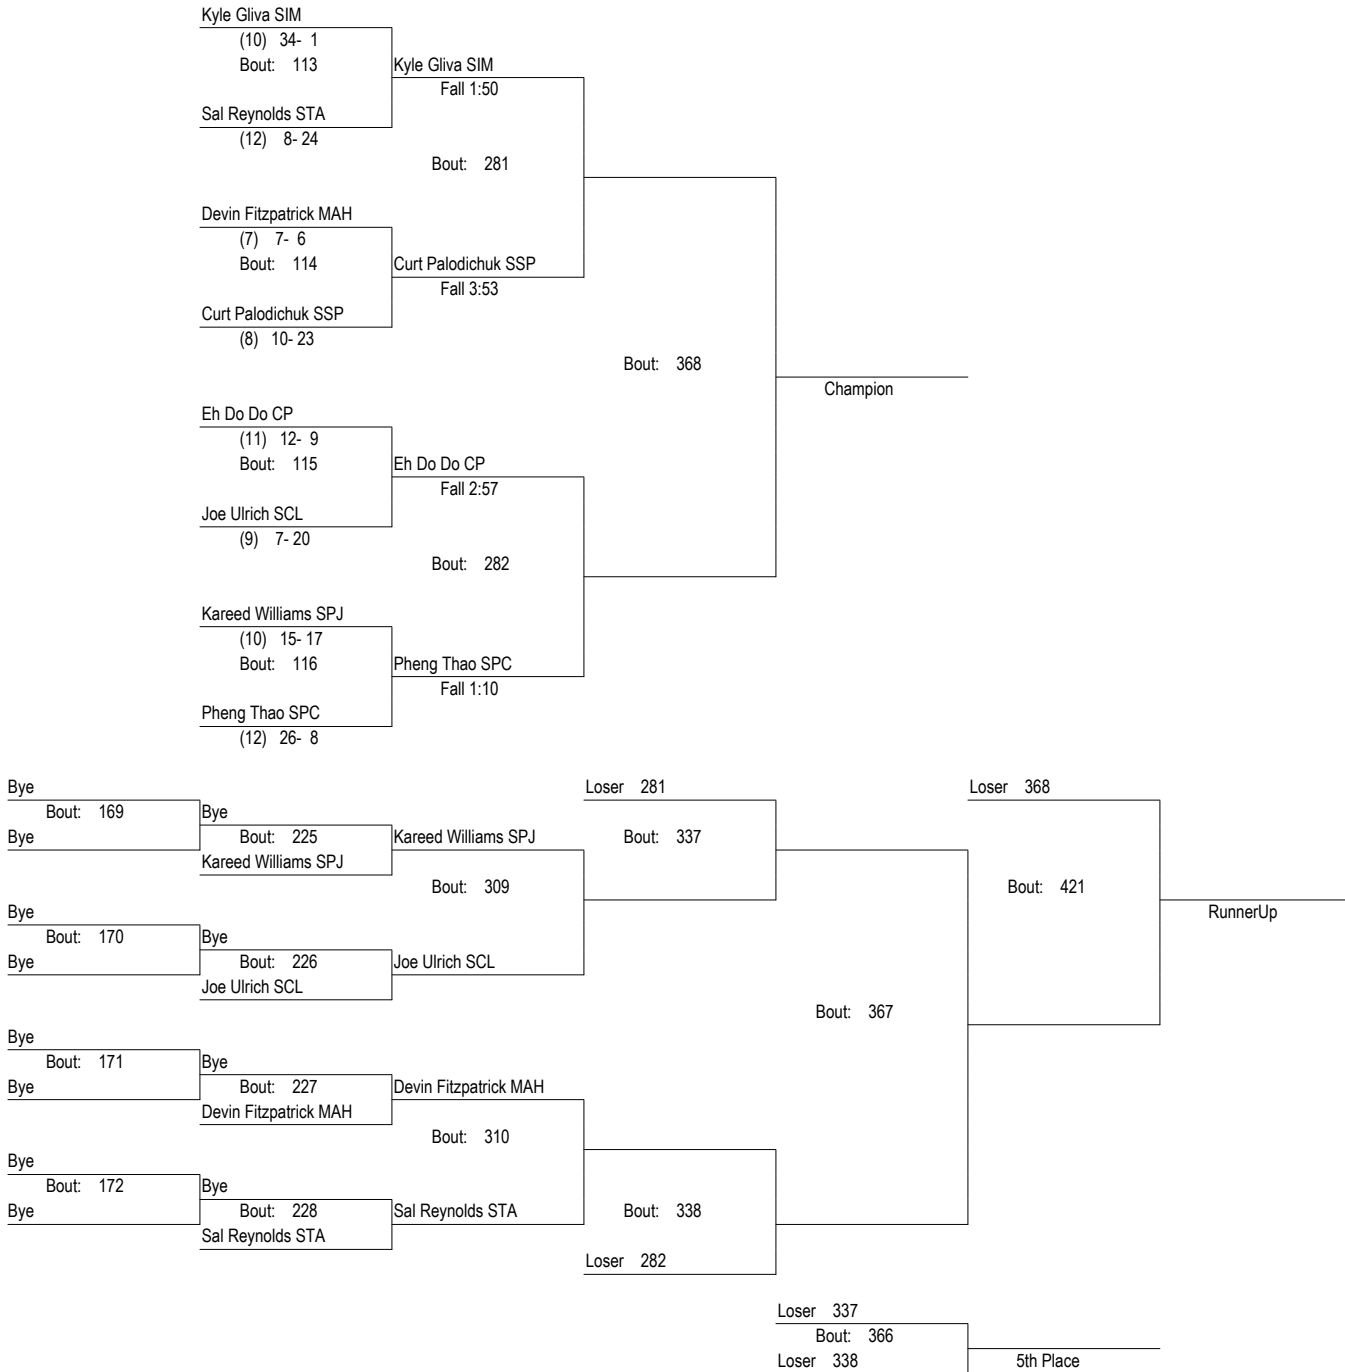 Kyle Gliva SIM
(10) 34- 1
Bout: 113
Kyle Gliva SIM
Fall 1:50
Sal Reynolds STA
(12) 8- 24
Bout: 281
Devin Fitzpatrick MAH
(7) 7- 6
Bout: 114
Curt Palodichuk SSP
Fall 3:53
Curt Palodichuk SSP
(8) 10- 23
Bout: 368
Champion
Eh Do Do CP
(11) 12- 9
Bout: 115
Eh Do Do CP
Fall 2:57
Joe Ulrich SCL
(9) 7- 20
Bout: 282
Kareed Williams SPJ
(10) 15- 17
Bout: 116
Pheng Thao SPC
Fall 1:10
Pheng Thao SPC
(12) 26- 8
Bye
Bout: 169
Bye
Bye
Bout: 225
Kareed Williams SPJ
Kareed Williams SPJ
Bout: 309
Loser 281
Bout: 337
Loser 368
Bout: 421
RunnerUp
Bye
Bout: 170
Bye
Bye
Bout: 226
Joe Ulrich SCL
Joe Ulrich SCL
Bout: 367
Bye
Bout: 171
Bye
Bye
Bout: 227
Devin Fitzpatrick MAH
Devin Fitzpatrick MAH
Bout: 310
Bye
Bout: 172
Bye
Bye
Bout: 228
Sal Reynolds STA
Sal Reynolds STA
Bout: 338
Loser 282
Loser 337
Bout: 366
Loser 338
5th Place